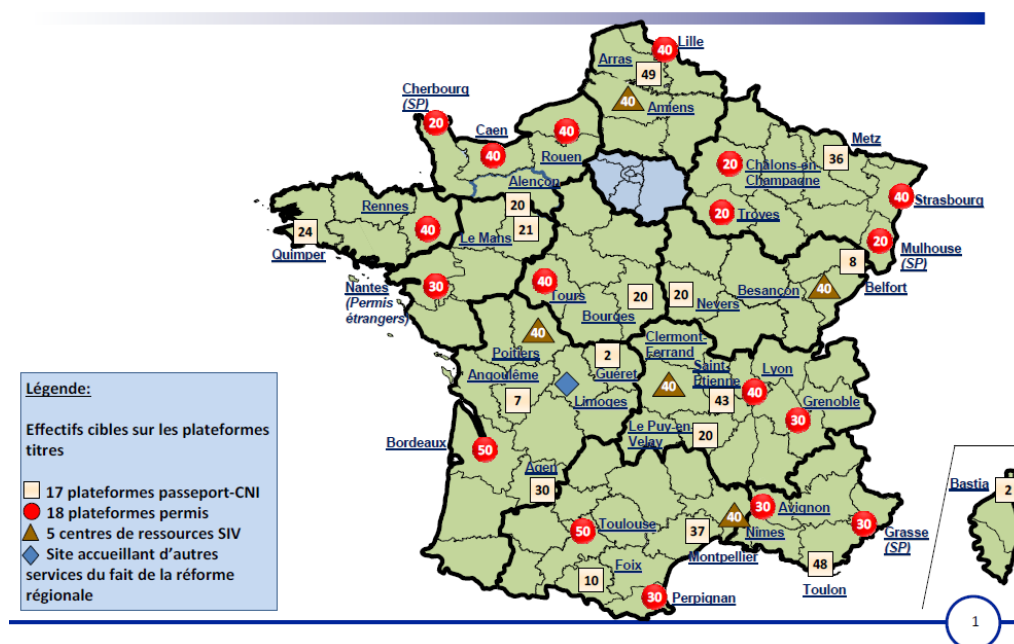 Lille
40
Arras
49
40
Amiens
Cherbourg
(SP)
20
Caen
40
40
Rouen
Metz
36
20
Châlons-en-
Champagne
Alençon
20
40
Strasbourg
Rennes
40
Le Mans
21
20
Troyes
24
Quimper
20
Mulhouse
(SP)
8
Belfort
Nantes
(Permis
étrangers)
30
40
Tours
20
Bourges
20
Nevers
Besançon
40
40
Poitiers
Clermont-
Ferrand
2
Guéret
Saint-
Étienne
Lyon
Angoulême
7
Limoges
40
43
40
Grenoble
30
Légende:
Effectifs cibles sur les plateformes
titres
17 plateformes passeport-CNI
18 plateformes permis
5 centres de ressources SIV
Site accueillant d’autres
services du fait de la réforme
régionale
Le Puy-en-
Velay
20
Bordeaux
50
Agen
30
Bastia
2
30
Avignon
40
Nimes
50
Toulouse
37
Montpellier
30
Grasse
(SP)
Foix
10
48
Toulon
30
Perpignan
1